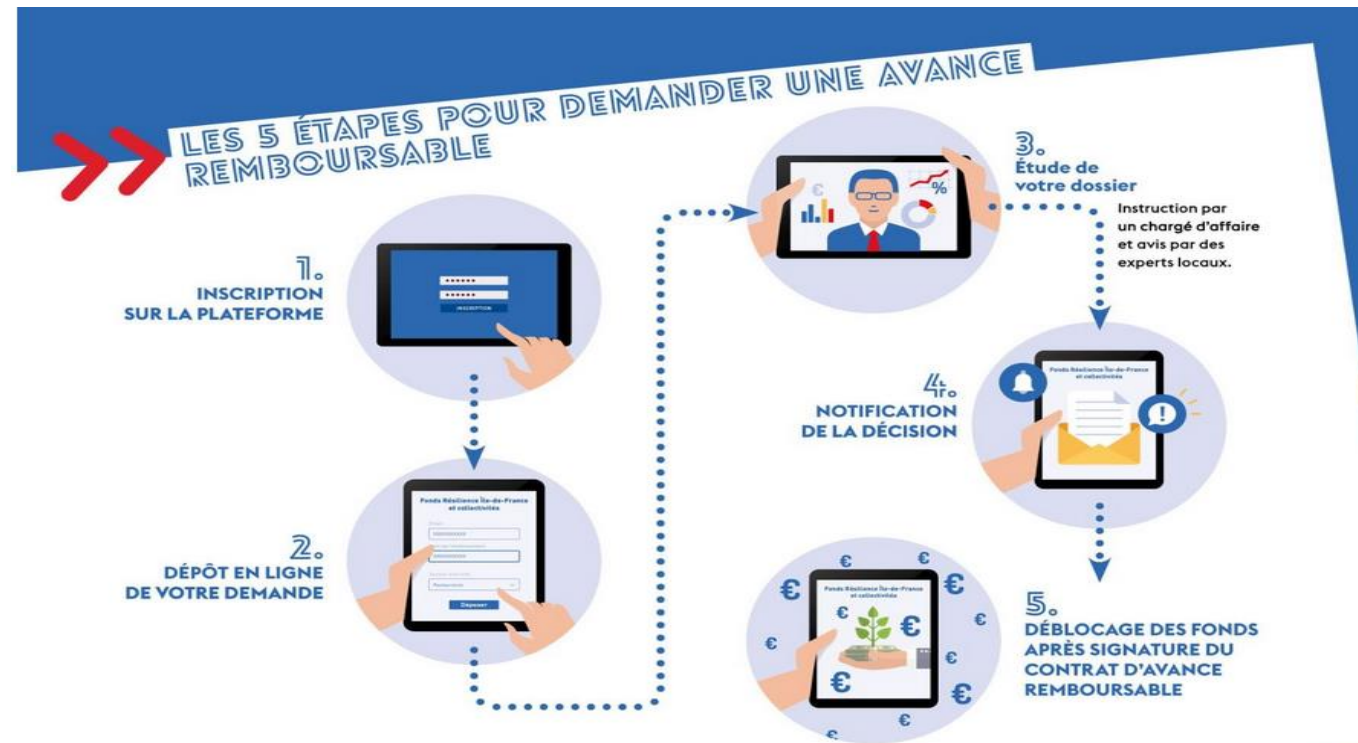 LES 5 ÉTAPES POUR DEMANDER UNE AVANCE
REMBOURSABLE
1.
INSCRIPTION
SUR LA PLATEFORME
INSCRIPTION
2.
DÉPÔT EN LIGNE
DE VOTRE DEMANDE
Fonds Résilience Île-de-France
et collectivités
Déposer
3.
Étude de
votre dossier
Instruction par
un chargé d'affaire
et avis par des
experts locaux.
€
%
4.
NOTIFICATION
DE LA DÉCISION
Fonds Résilience Île-de-France
et collectivités
!
5.
DÉBLOCAGE DES FONDS
APRÈS SIGNATURE DU
CONTRAT D'AVANCE
REMBOURSABLE
Fonds Résilience Île-de-France
et collectivités
€
€
€
€
€
€
€
€
€
€
€
€
€